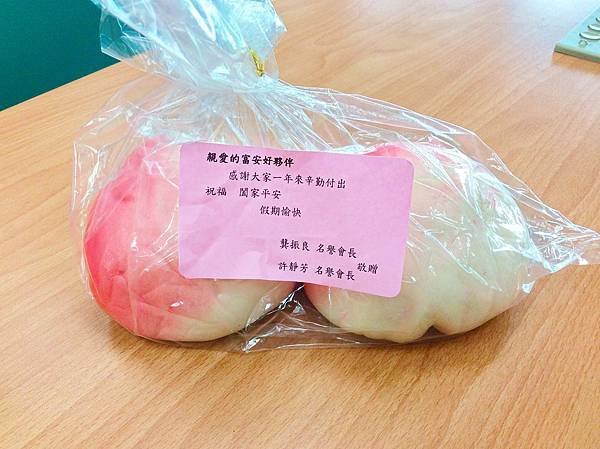 親愛的富安好夥伴
感謝大家一年來辛勤付出
祝福 闔家平安
假期愉快
龔振良 名譽會長
許靜芳 名譽會長 敬贈